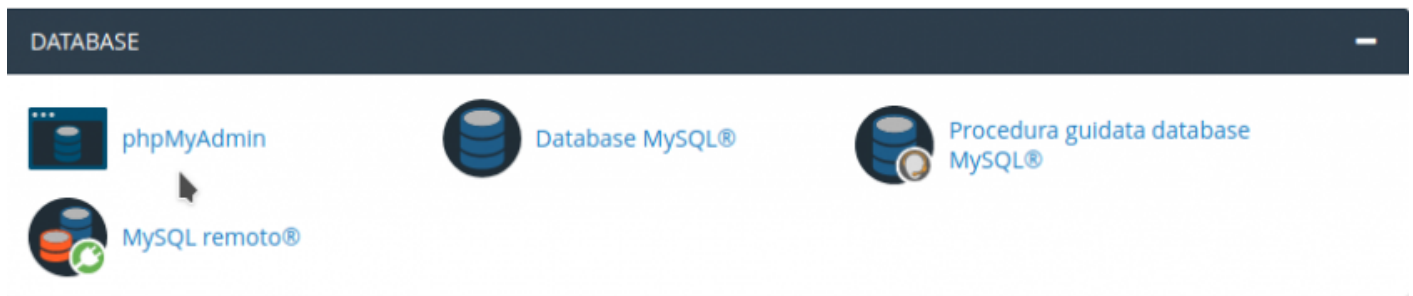 DATABASE
phpMyAdmin
Database MySQL®
Procedura guidata database
MySQL®
MySQL remoto®